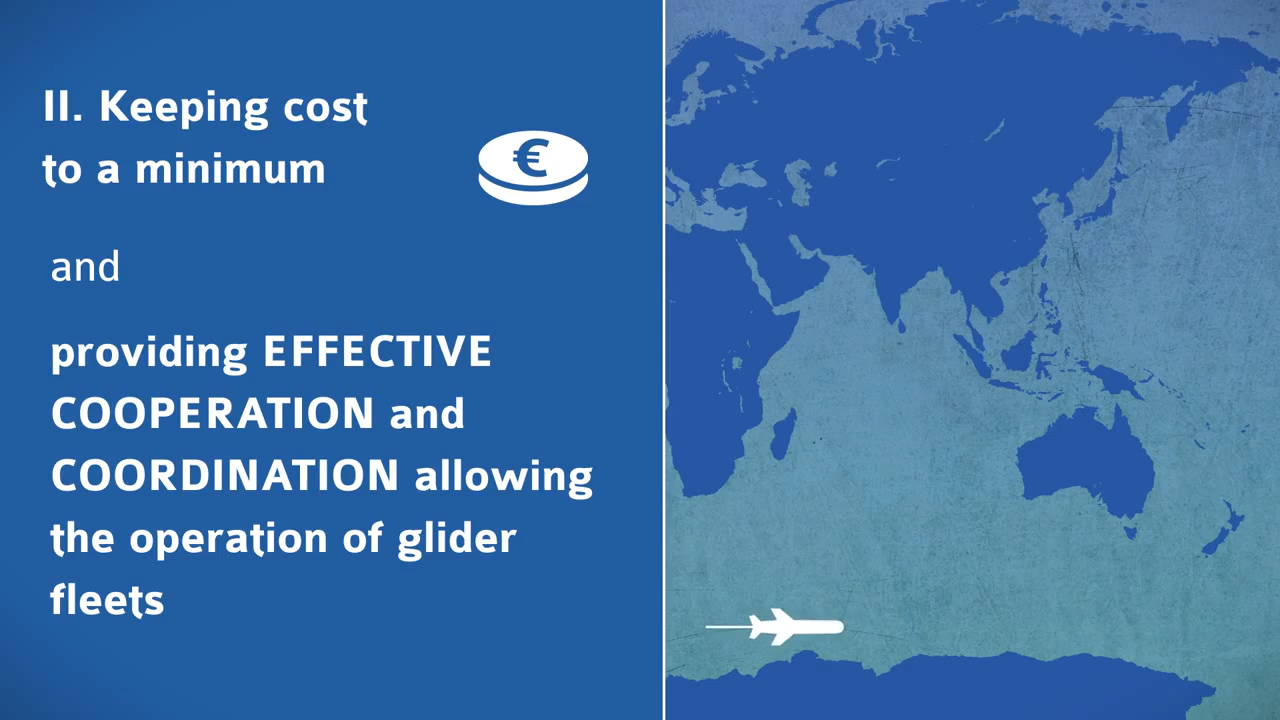 II. Keeping cost
to a minimum
€
and
providing EFFECTIVE
COOPERATION and
COORDINATION allowing
the operation of glider
fleets